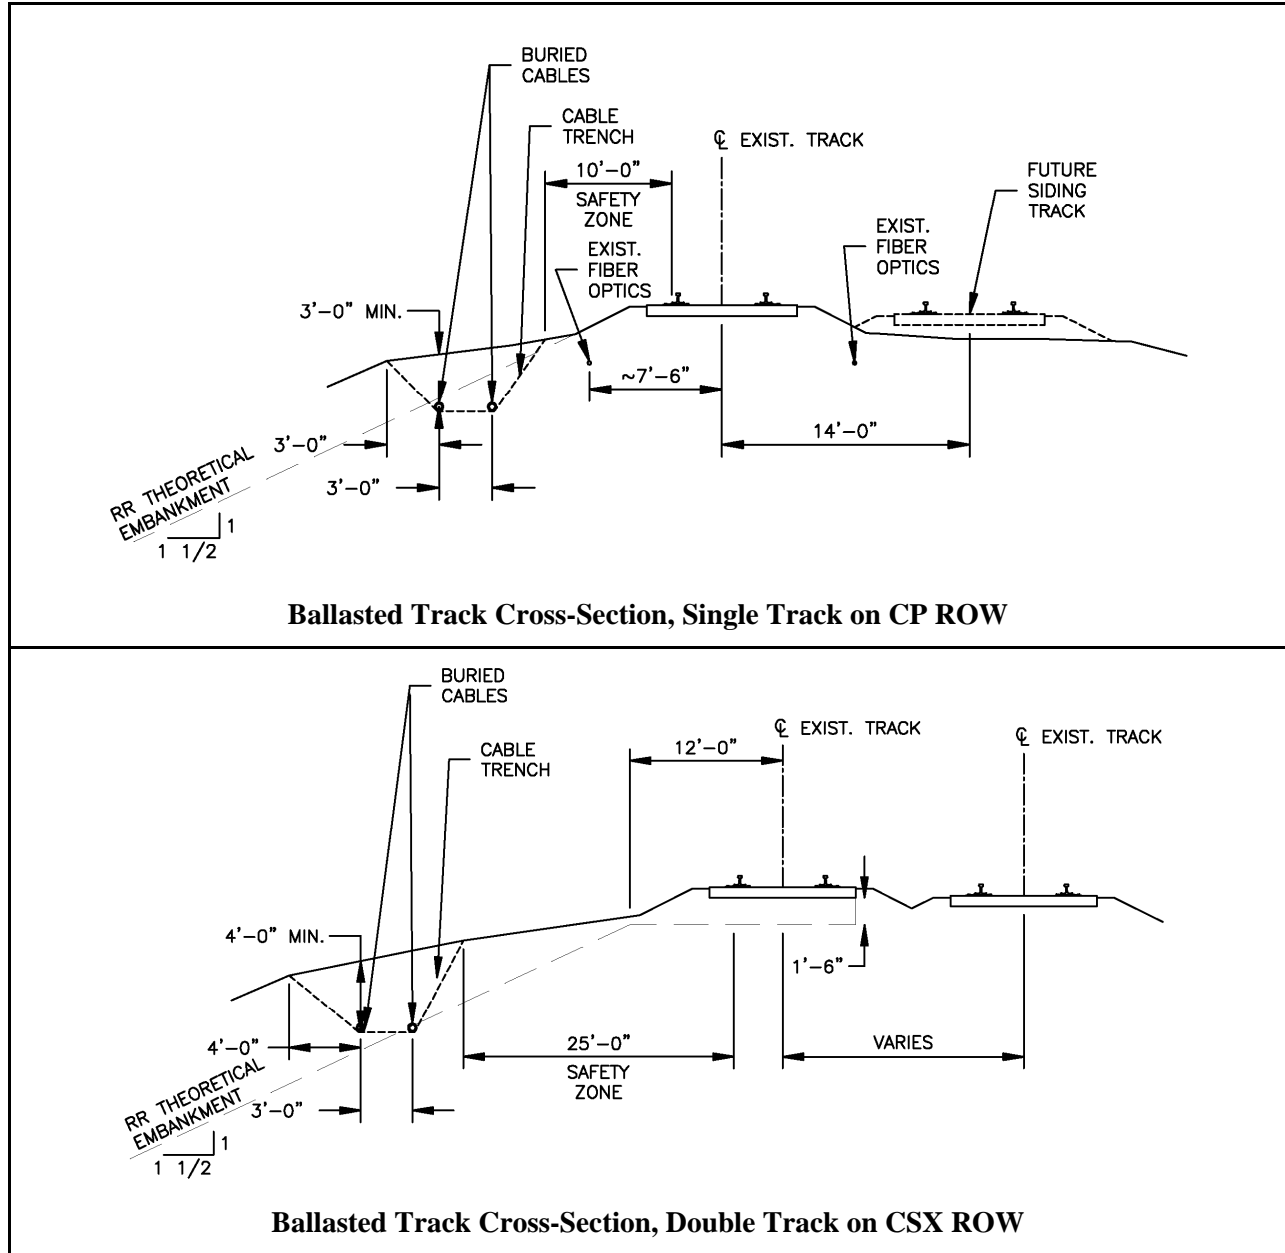 BURIED
CABLES
CABLE
TRENCH
℄ EXIST. TRACK
10'-0"
SAFETY
ZONE
FUTURE
SIDING
TRACK
EXIST.
FIBER
OPTICS
EXIST.
FIBER
OPTICS
3'-0" MIN.
~7'-6"
14'-0"
3'-0"
3'-0"
RR THEORETICAL
EMBANKMENT
1
1 1/2
Ballasted Track Cross-Section, Single Track on CP ROW
BURIED
CABLES
CABLE
TRENCH
℄ EXIST. TRACK
℄ EXIST. TRACK
12'-0"
4'-0" MIN.
1'-6"
4'-0"
25'-0"
SAFETY
ZONE
VARIES
3'-0"
RR THEORETICAL
EMBANKMENT
1
1 1/2
Ballasted Track Cross-Section, Double Track on CSX ROW